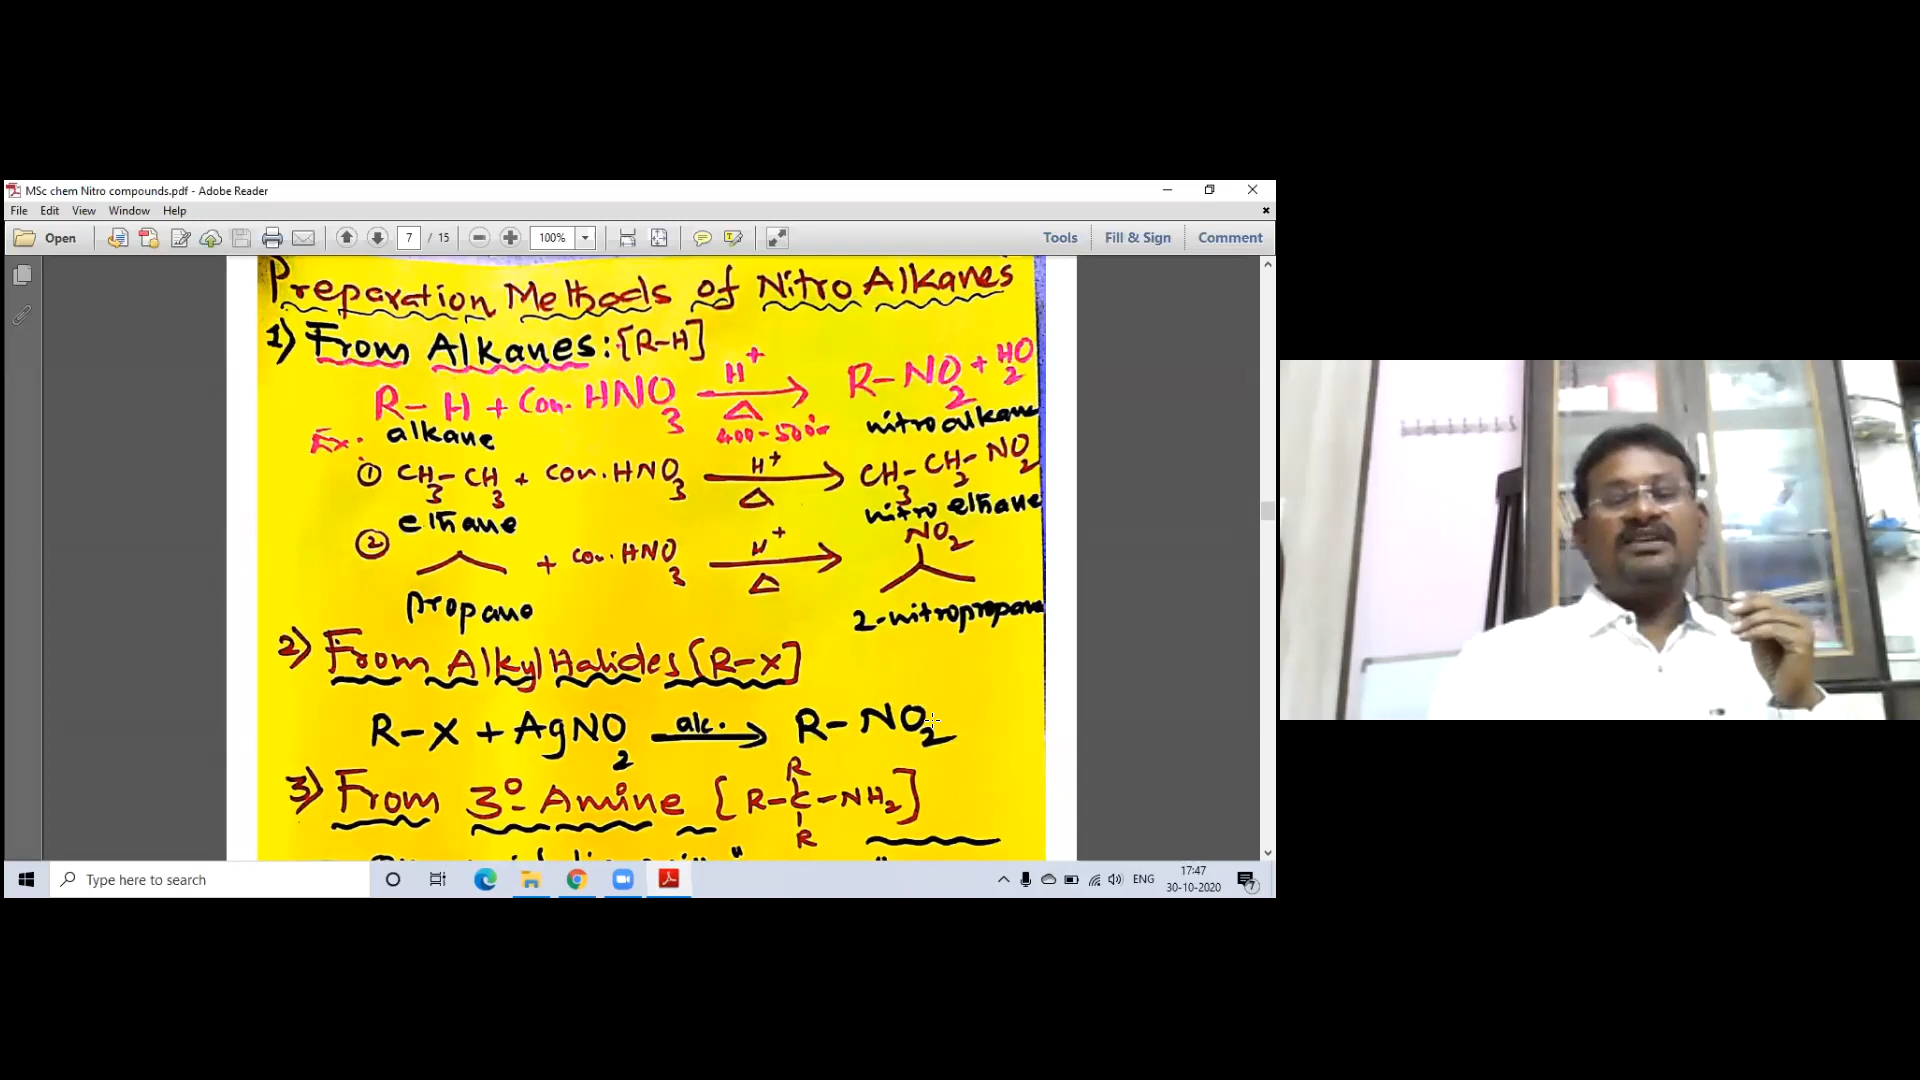 MSc chem Nitro compounds.pdf - Adobe Reader
File Edit View Window Help
Open 7 / 15 100% Tools Fill & Sign Comment
Preparation Methods of Nitro Alkanes
1) From Alkanes: [R-H]
R-H + Con. HNO3 H+ Δ 400-500°c R-NO2 + H2O
alkane nitro alkane
Ex:
① CH3-CH3 + con. HNO3 H+ Δ CH3-CH2-NO2
ethane nitro ethane
② + con. HNO3 H+ Δ NO2
propane 2-nitropropane
2) From Alkyl Halides [R-X]
R-X + AgNO2 alc. R-NO2
3) From 3° Amine [R-C-NH2]
R
R
Type here to search
ENG
17:47
30-10-2020
7